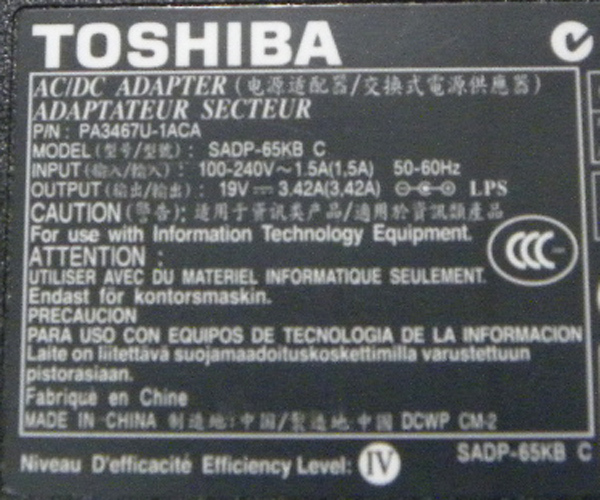 TOSHIBA
AC/DC ADAPTER (电源适配器/交換式電源供應器)
ADAPTATEUR SECTEUR
P/N : PA3467U-1ACA
MODEL (型号/型號) : SADP-65KB C
INPUT (输入/輸入) : 100-240V~1.5A(1,5A) 50-60Hz
OUTPUT (输出/輸出) : 19V⎓3.42A(3,42A) LPS
CAUTION (警告): 适用于资讯类产品/適用於資訊類產品
For use with Information Technology Equipment.
CCC
ATTENTION :
UTILISER AVEC DU MATERIEL INFORMATIQUE SEULEMENT.
Endast för kontorsmaskin.
PRECAUCION
PARA USO CON EQUIPOS DE TECNOLOGIA DE LA INFORMACION
Laite on liitettävä suojamaadoituskoskettimilla varustettuun
pistorasiaan.
Fabriqué en Chine
MADE IN CHINA 制造地:中国/製造地:中國 DCWP CM-2
Niveau D'efficacité Efficiency Level: IV SADP-65KB C